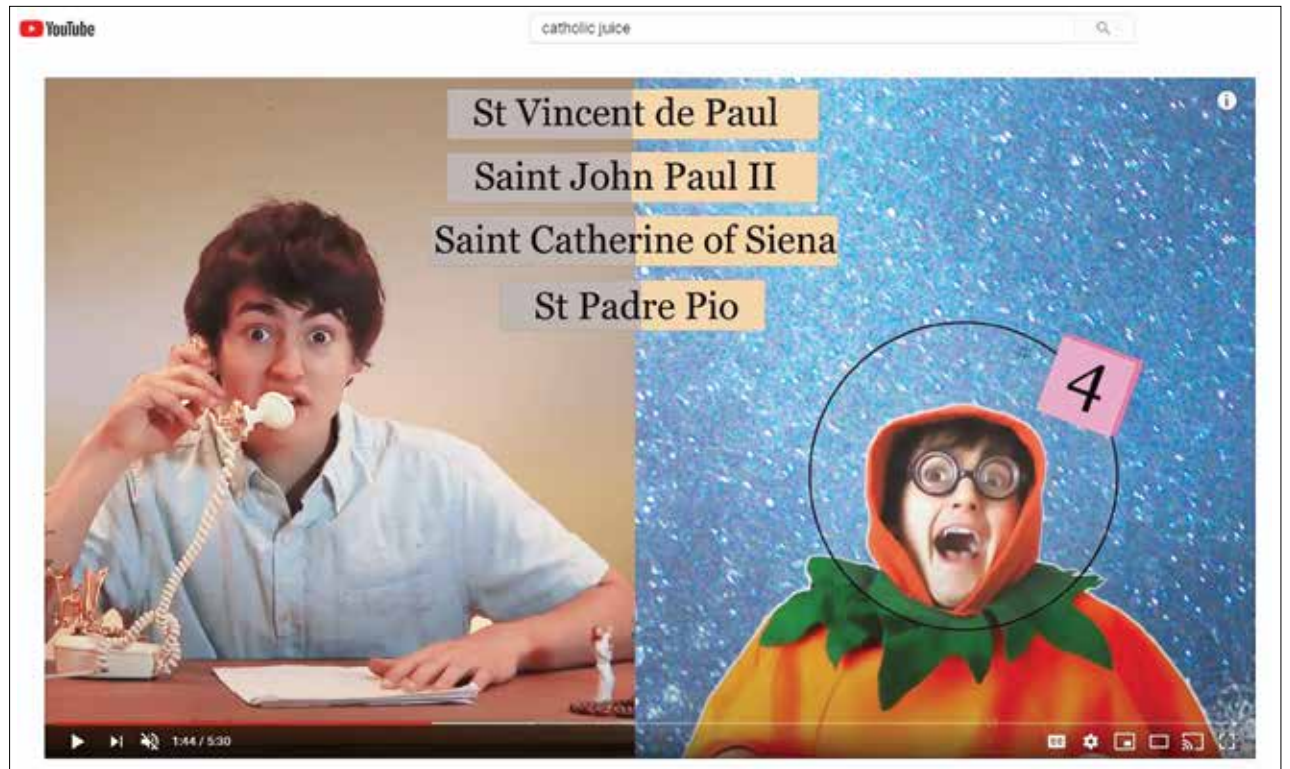 YouTube
catholic juice
i
St Vincent de Paul
Saint John Paul II
Saint Catherine of Siena
St Padre Pio
4
1:44 / 5:30
CC